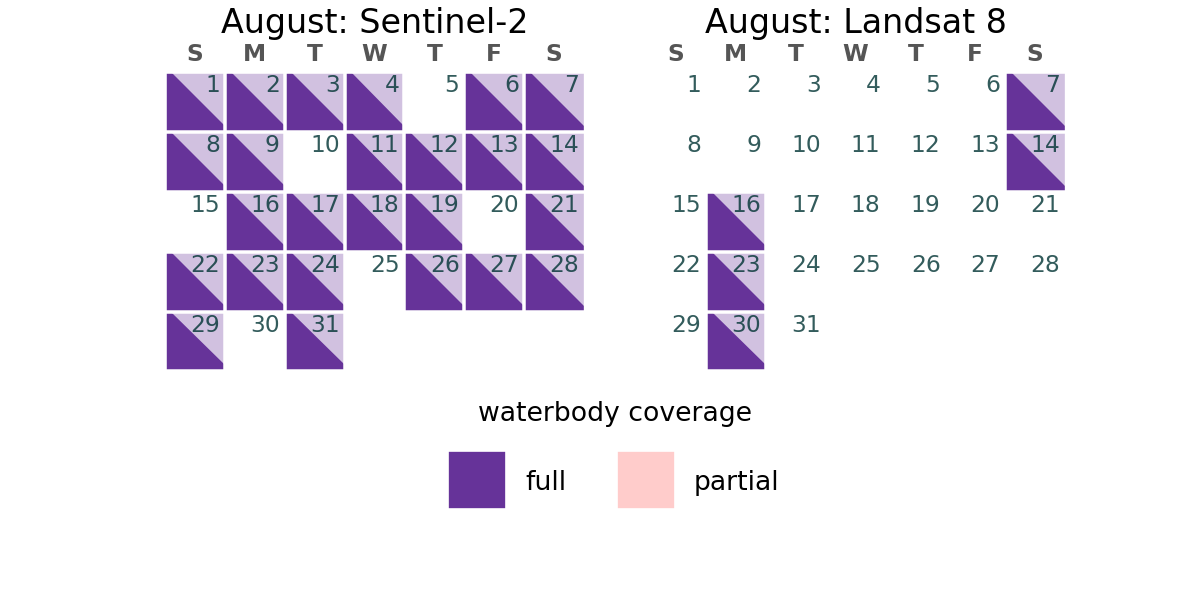 August: Sentinel-2
S M T W T F S
1 2 3 4 5 6 7
8 9 10 11 12 13 14
15 16 17 18 19 20 21
22 23 24 25 26 27 28
29 30 31
August: Landsat 8
S M T W T F S
1 2 3 4 5 6 7
8 9 10 11 12 13 14
15 16 17 18 19 20 21
22 23 24 25 26 27 28
29 30 31
waterbody coverage
full partial